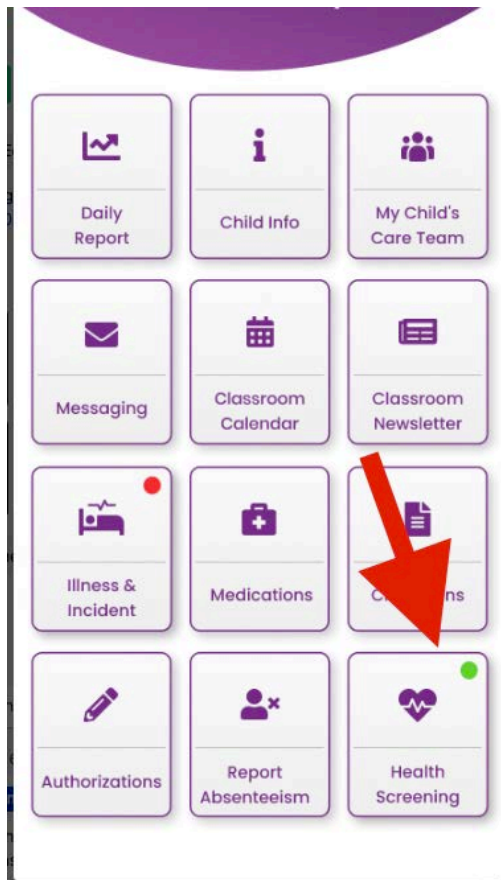 Daily
Report
Child Info
My Child's
Care Team
Messaging
Classroom
Calendar
Classroom
Newsletter
Illness &
Incident
Medications
Authorizations
Report
Absenteeism
Health
Screening